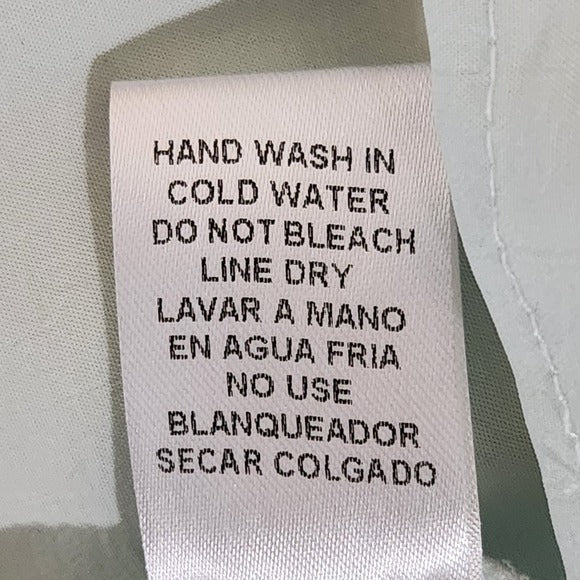 HAND WASH IN
COLD WATER
DO NOT BLEACH
LINE DRY
LAVAR A MANO
EN AGUA FRIA
NO USE
BLANQUEADOR
SECAR COLGADO